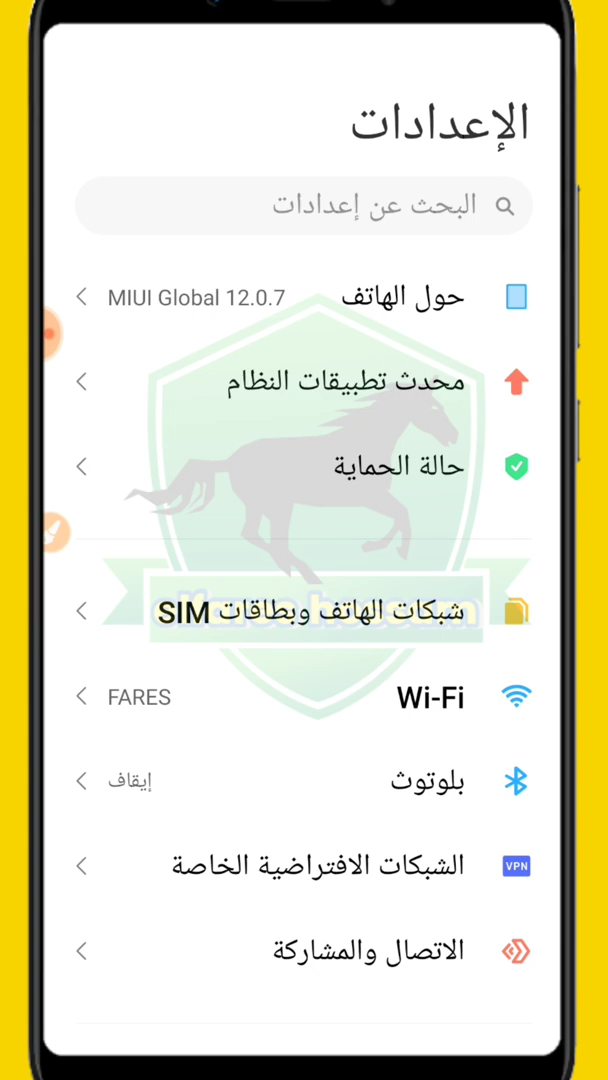 الإعدادات
البحث عن إعدادات
حول الهاتف MIUI Global 12.0.7
محدث تطبيقات النظام
حالة الحماية
شبكات الهاتف وبطاقات SIM
Wi-Fi FARES
بلوتوث إيقاف
VPN الشبكات الافتراضية الخاصة
الاتصال والمشاركة